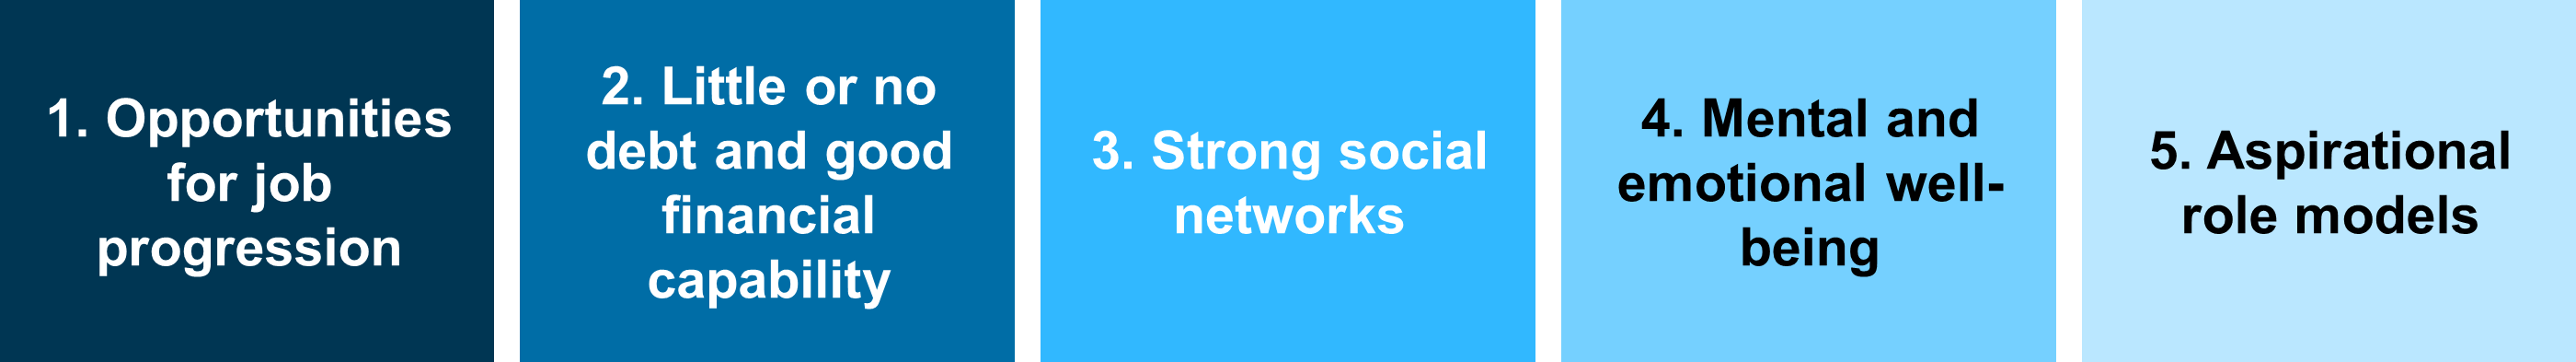 1. Opportunities
for job
progression
2. Little or no
debt and good
financial
capability
3. Strong social
networks
4. Mental and
emotional well-
being
5. Aspirational
role models